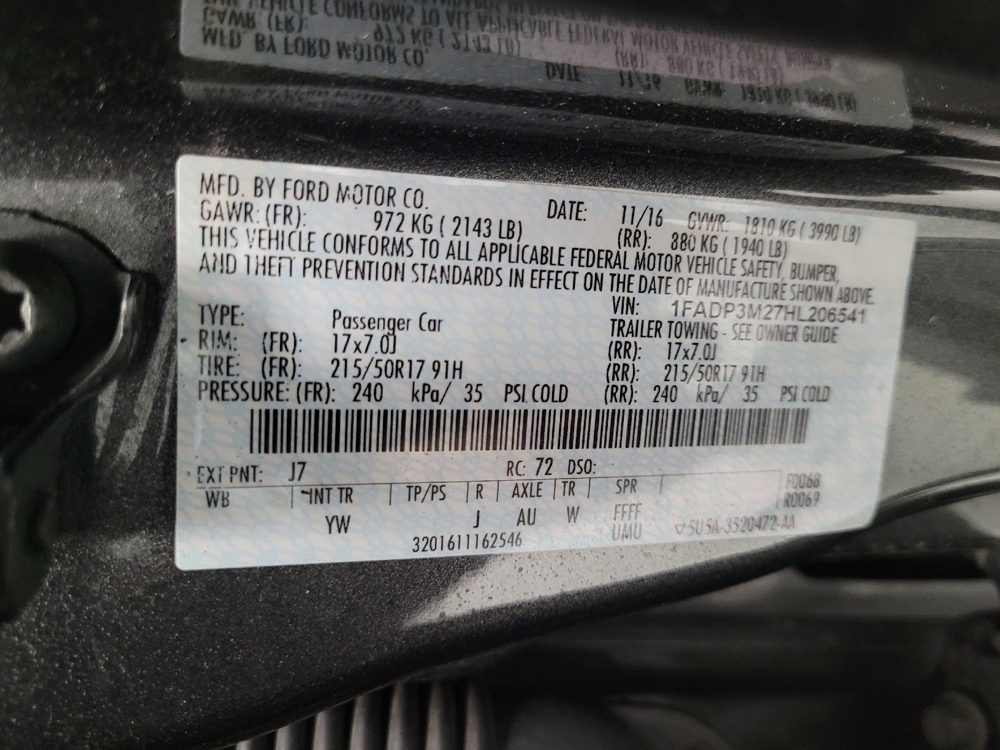 MFD. BY FORD MOTOR CO. DATE: 11/16 GVWR: 1810 KG ( 3990 LB)
GAWR: (FR): 972 KG ( 2143 LB) (RR): 880 KG ( 1940 LB)
THIS VEHICLE CONFORMS TO ALL APPLICABLE FEDERAL MOTOR VEHICLE SAFETY, BUMPER,
AND THEFT PREVENTION STANDARDS IN EFFECT ON THE DATE OF MANUFACTURE SHOWN ABOVE.
VIN: 1FADP3M27HL206541
TYPE: Passenger Car TRAILER TOWING - SEE OWNER GUIDE
RIM: (FR): 17x7.0J (RR): 17x7.0J
TIRE: (FR): 215/50R17 91H (RR): 215/50R17 91H
PRESSURE: (FR): 240 kPa/ 35 PSI COLD (RR): 240 kPa/ 35 PSI COLD
EXT PNT: J7 RC: 72 DSO: F0068
WB INT TR TP/PS R AXLE TR SPR R0069
YW J AU W FFFF
UMU ▽5U5A-3520472-AA
3201611162546